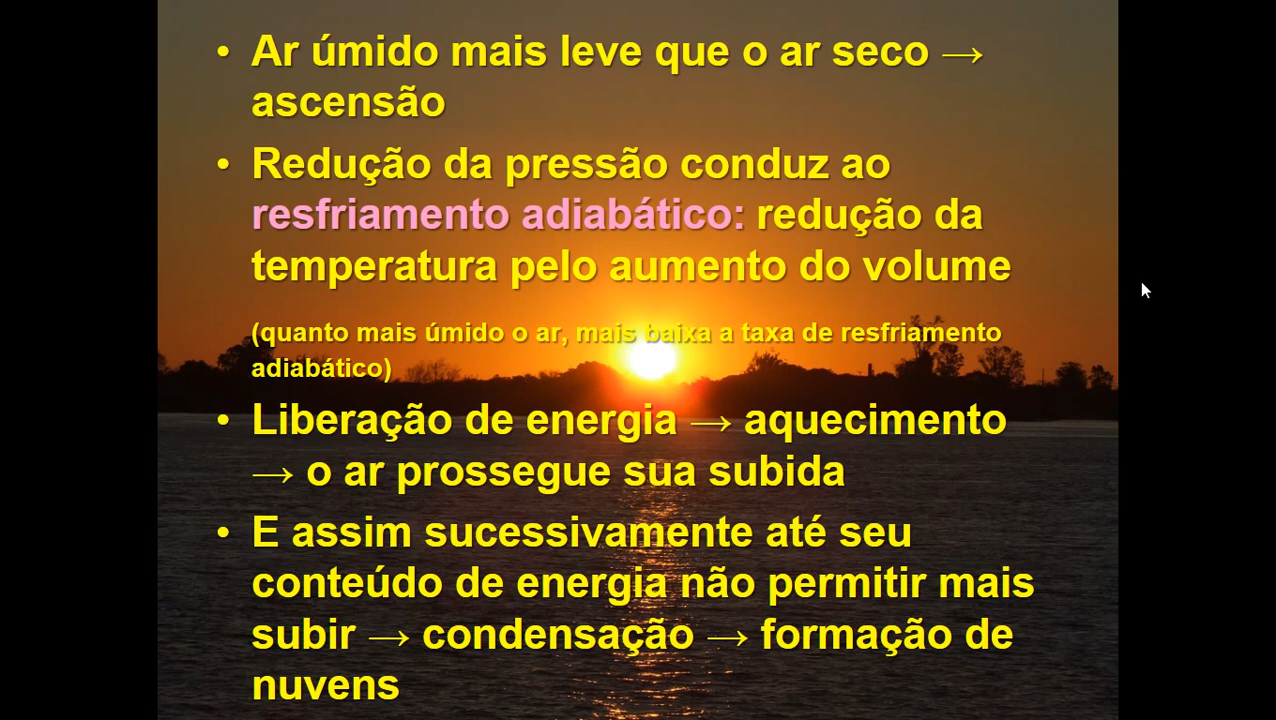 • Ar úmido mais leve que o ar seco →
ascensão
• Redução da pressão conduz ao
resfriamento adiabático: redução da
temperatura pelo aumento do volume
(quanto mais úmido o ar, mais baixa a taxa de resfriamento
adiabático)
• Liberação de energia → aquecimento
→ o ar prossegue sua subida
• E assim sucessivamente até seu
conteúdo de energia não permitir mais
subir → condensação → formação de
nuvens